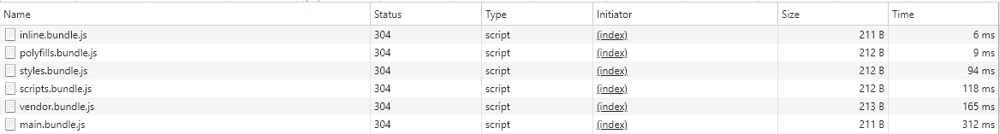 Name Status Type Initiator Size Time
inline.bundle.js 304 script (index) 211 B 6 ms
polyfills.bundle.js 304 script (index) 212 B 9 ms
styles.bundle.js 304 script (index) 212 B 94 ms
scripts.bundle.js 304 script (index) 212 B 118 ms
vendor.bundle.js 304 script (index) 213 B 165 ms
main.bundle.js 304 script (index) 211 B 312 ms